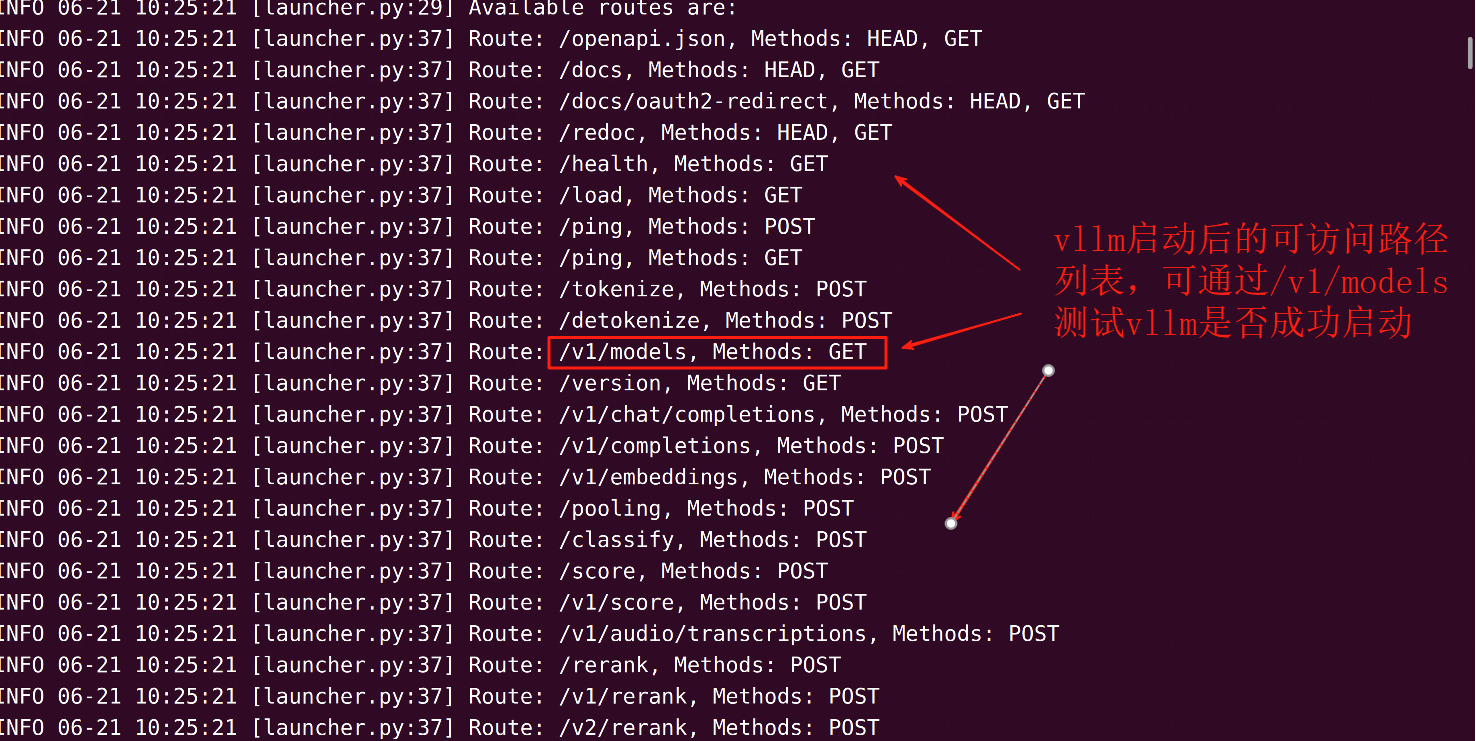 INFO 06-21 10:25:21 [launcher.py:29] Available routes are:
INFO 06-21 10:25:21 [launcher.py:37] Route: /openapi.json, Methods: HEAD, GET
INFO 06-21 10:25:21 [launcher.py:37] Route: /docs, Methods: HEAD, GET
INFO 06-21 10:25:21 [launcher.py:37] Route: /docs/oauth2-redirect, Methods: HEAD, GET
INFO 06-21 10:25:21 [launcher.py:37] Route: /redoc, Methods: HEAD, GET
INFO 06-21 10:25:21 [launcher.py:37] Route: /health, Methods: GET
INFO 06-21 10:25:21 [launcher.py:37] Route: /load, Methods: GET
INFO 06-21 10:25:21 [launcher.py:37] Route: /ping, Methods: POST
INFO 06-21 10:25:21 [launcher.py:37] Route: /ping, Methods: GET
INFO 06-21 10:25:21 [launcher.py:37] Route: /tokenize, Methods: POST
INFO 06-21 10:25:21 [launcher.py:37] Route: /detokenize, Methods: POST
INFO 06-21 10:25:21 [launcher.py:37] Route: /v1/models, Methods: GET
INFO 06-21 10:25:21 [launcher.py:37] Route: /version, Methods: GET
INFO 06-21 10:25:21 [launcher.py:37] Route: /v1/chat/completions, Methods: POST
INFO 06-21 10:25:21 [launcher.py:37] Route: /v1/completions, Methods: POST
INFO 06-21 10:25:21 [launcher.py:37] Route: /v1/embeddings, Methods: POST
INFO 06-21 10:25:21 [launcher.py:37] Route: /pooling, Methods: POST
INFO 06-21 10:25:21 [launcher.py:37] Route: /classify, Methods: POST
INFO 06-21 10:25:21 [launcher.py:37] Route: /score, Methods: POST
INFO 06-21 10:25:21 [launcher.py:37] Route: /v1/score, Methods: POST
INFO 06-21 10:25:21 [launcher.py:37] Route: /v1/audio/transcriptions, Methods: POST
INFO 06-21 10:25:21 [launcher.py:37] Route: /rerank, Methods: POST
INFO 06-21 10:25:21 [launcher.py:37] Route: /v1/rerank, Methods: POST
INFO 06-21 10:25:21 [launcher.py:37] Route: /v2/rerank, Methods: POST
vllm启动后的可访问路径
列表，可通过/v1/models
测试vllm是否成功启动